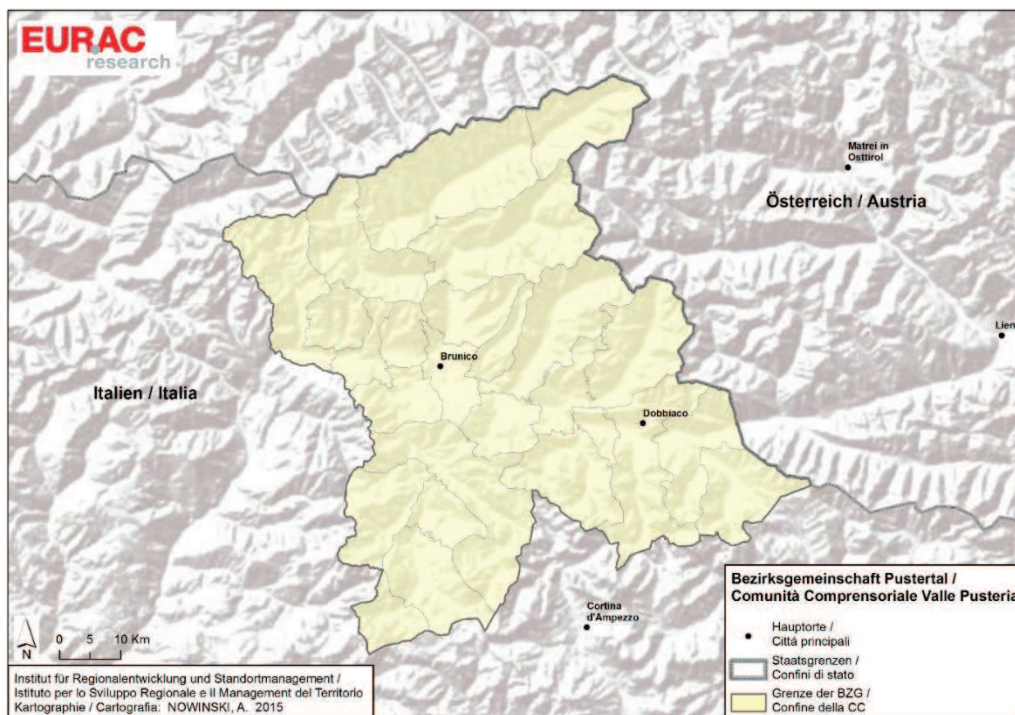 EURAC
research
Matrei in
Osttirol
Österreich / Austria
Lien
Brunico
Italien / Italia
Dobbiaco
Cortina
d'Ampezzo
N
0 5 10 Km
Bezirksgemeinschaft Pustertal /
Comunità Comprensoriale Valle Pusteria
Hauptorte /
Città principali
Staatsgrenzen /
Confini di stato
Grenze der BZG /
Confine della CC
Institut für Regionalentwicklung und Standortmanagement /
Istituto per lo Sviluppo Regionale e il Management del Territorio
Kartographie / Cartografia: NOWINSKI, A. 2015